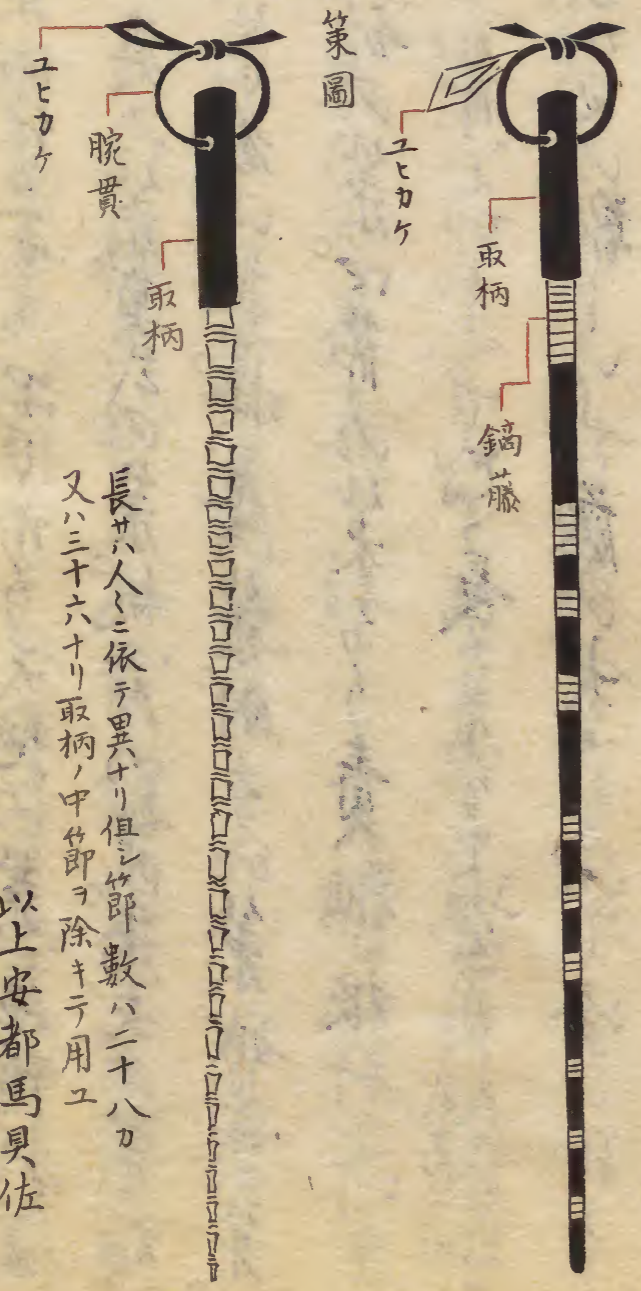 ユヒカケ
取柄
鏑藤
策圖
ユヒカケ
腕貫
取柄
長サハ人〻ニ依テ異ナリ但シ節數ハ二十八カ
又ハ三十六ナリ取柄ノ中節ヲ除キテ用ユ
以上安都馬具佐